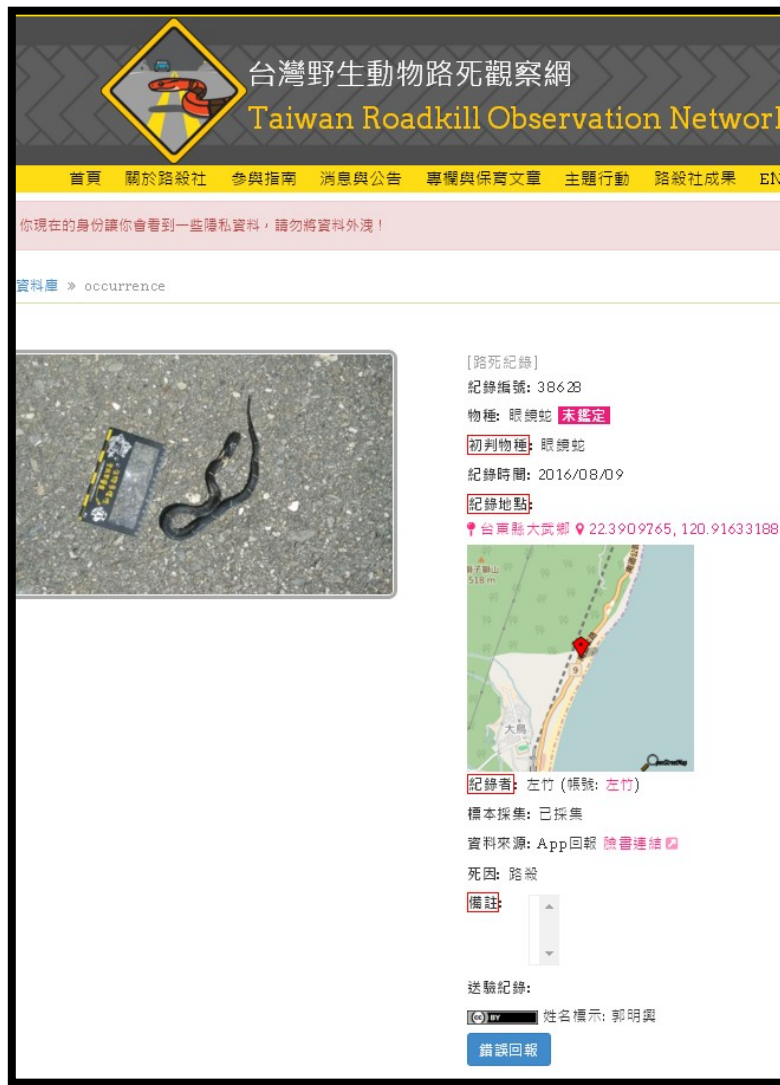 台灣野生動物路死觀察網
Taiwan Roadkill Observation Network
首頁 關於路殺社 參與指南 消息與公告 專欄與保育文章 主題行動 路殺社成果 EN
你現在的身份讓你會看到一些隱私資料，請勿將資料外洩！
資料庫 » occurrence
[路死紀錄]
紀錄編號: 38628
物種: 眼鏡蛇 未鑑定
初判物種: 眼鏡蛇
紀錄時間: 2016/08/09
紀錄地點:
台東縣大武鄉 22.3909765, 120.91633188
518 m
9
大鳥
OpenStreetMap
紀錄者: 左竹 (帳號: 左竹)
標本採集: 已採集
資料來源: App回報 臉書連結
死因: 路殺
備註:
送驗紀錄:
(cc) BY 姓名標示: 郭明興
錯誤回報